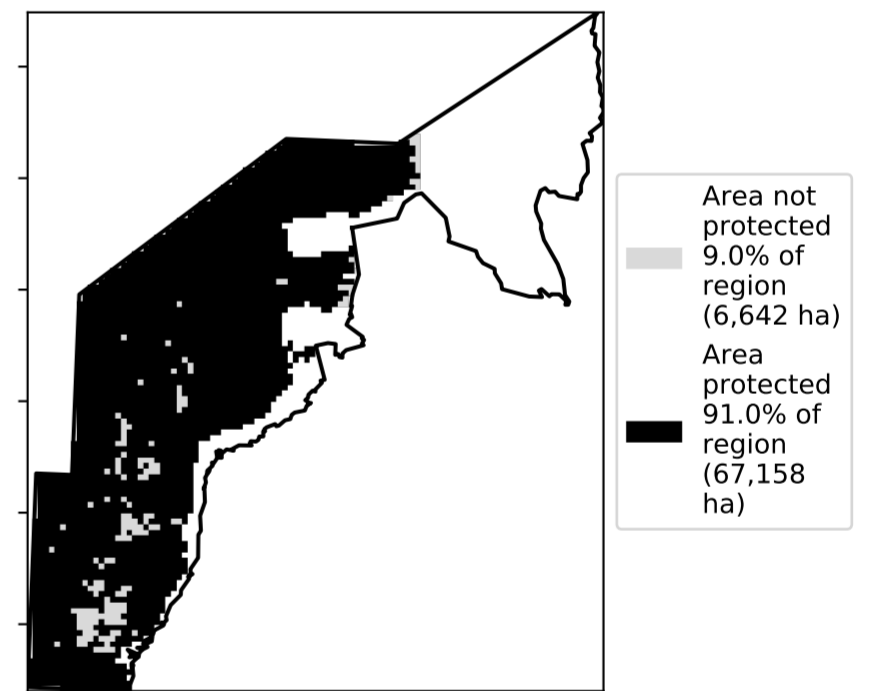 Area not
protected
9.0% of
region
(6,642 ha)
Area
protected
91.0% of
region
(67,158
ha)